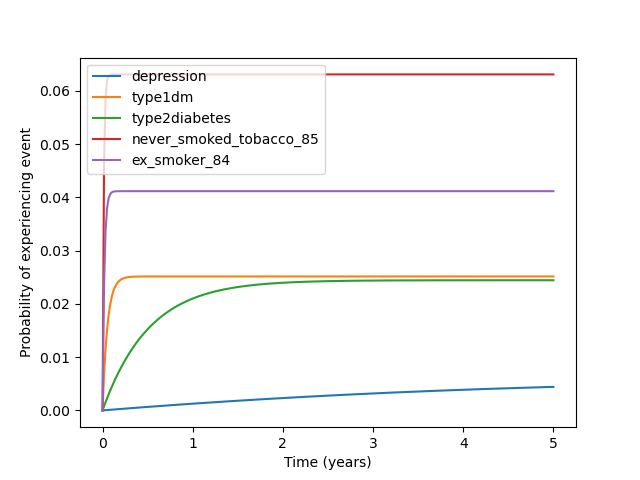 depression
type1dm
type2diabetes
never_smoked_tobacco_85
ex_smoker_84
Probability of experiencing event
0.06
0.05
0.04
0.03
0.02
0.01
0.00
0 1 2 3 4 5
Time (years)